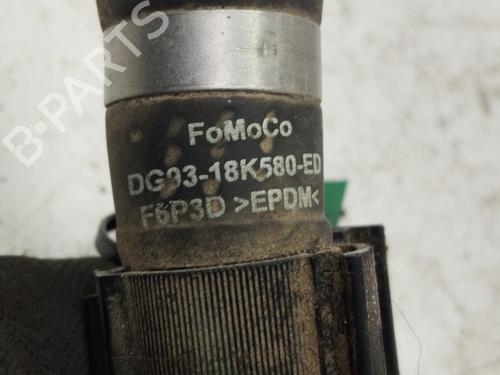 B-PARTS
FoMoCo
DG93-18K580-ED
F6P3D >EPDM<